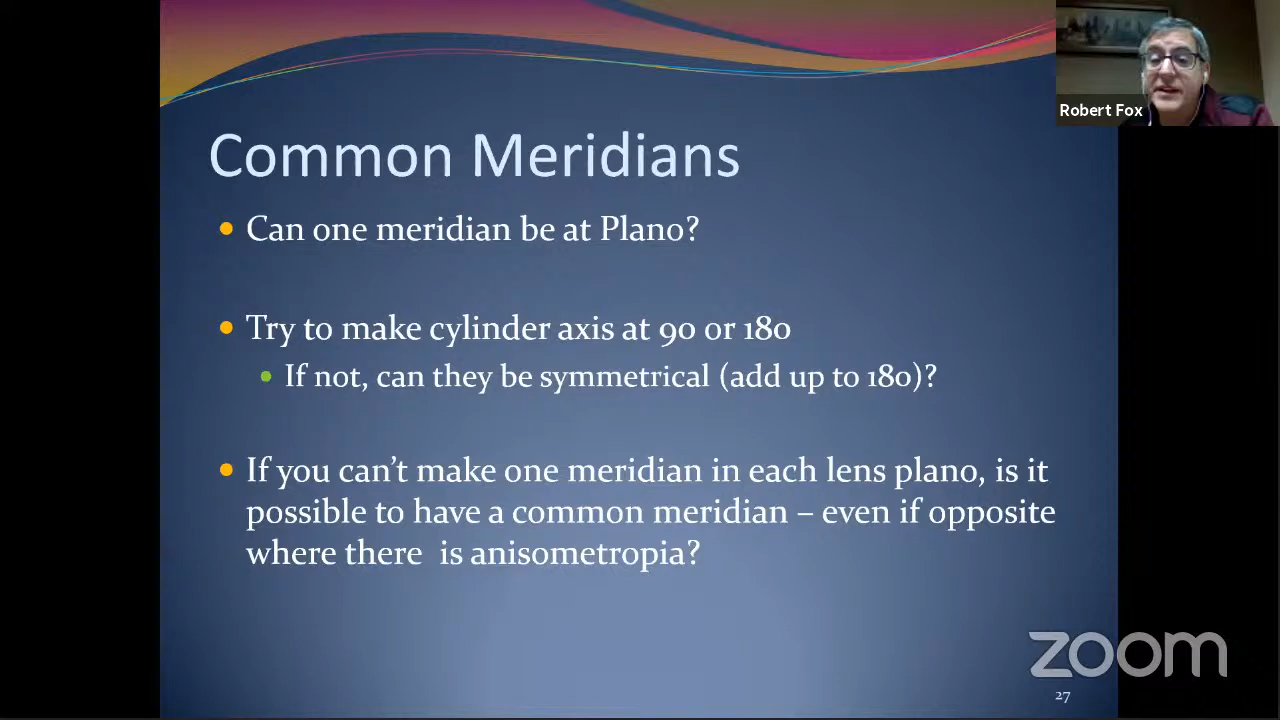 Robert Fox
Common Meridians
• Can one meridian be at Plano?
• Try to make cylinder axis at 90 or 180
• If not, can they be symmetrical (add up to 180)?
• If you can’t make one meridian in each lens plano, is it
possible to have a common meridian – even if opposite
where there is anisometropia?
zoom
27